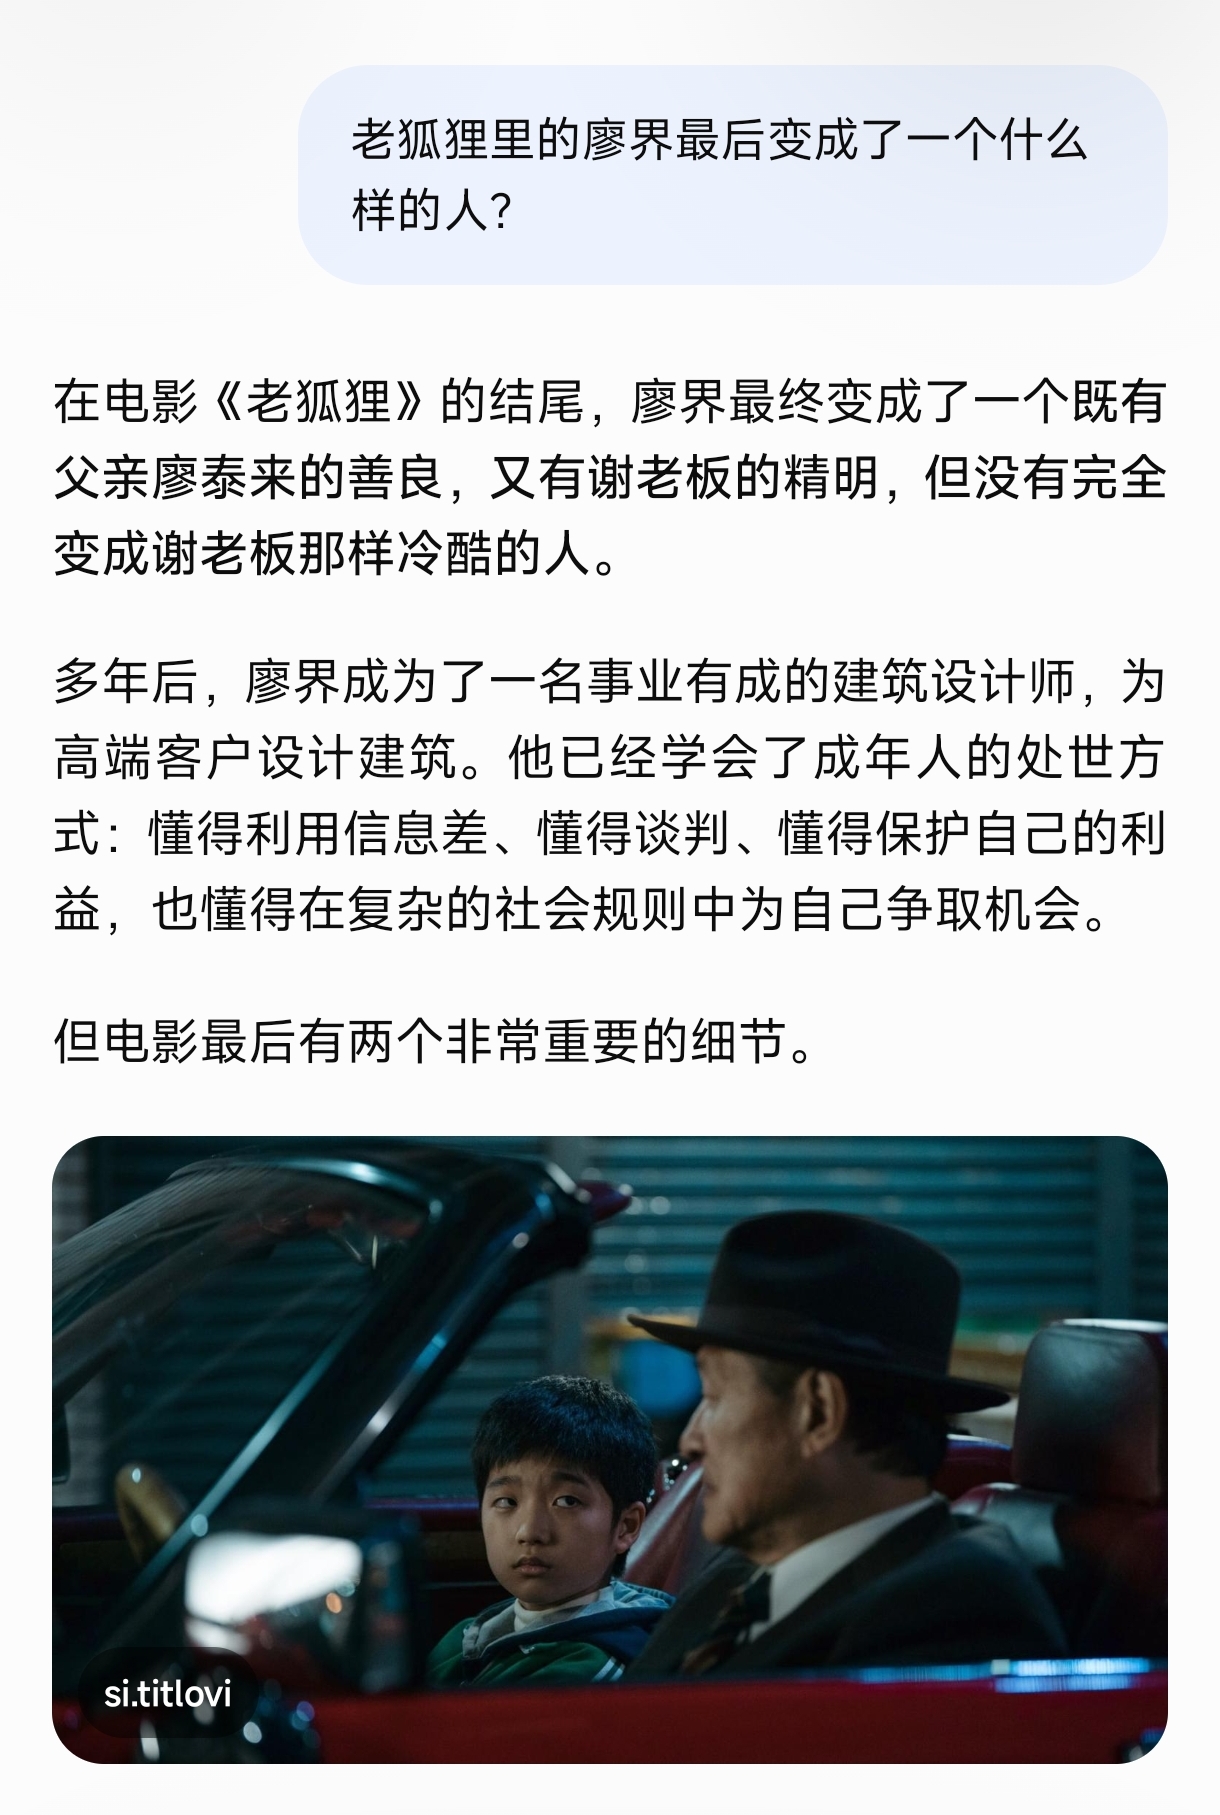 老狐狸里的廖界最后变成了一个什么
样的人？
在电影《老狐狸》的结尾，廖界最终变成了一个既有
父亲廖泰来的善良，又有谢老板的精明，但没有完全
变成谢老板那样冷酷的人。
多年后，廖界成为了一名事业有成的建筑设计师，为
高端客户设计建筑。他已经学会了成年人的处世方
式：懂得利用信息差、懂得谈判、懂得保护自己的利
益，也懂得在复杂的社会规则中为自己争取机会。
但电影最后有两个非常重要的细节。
si.titlovi